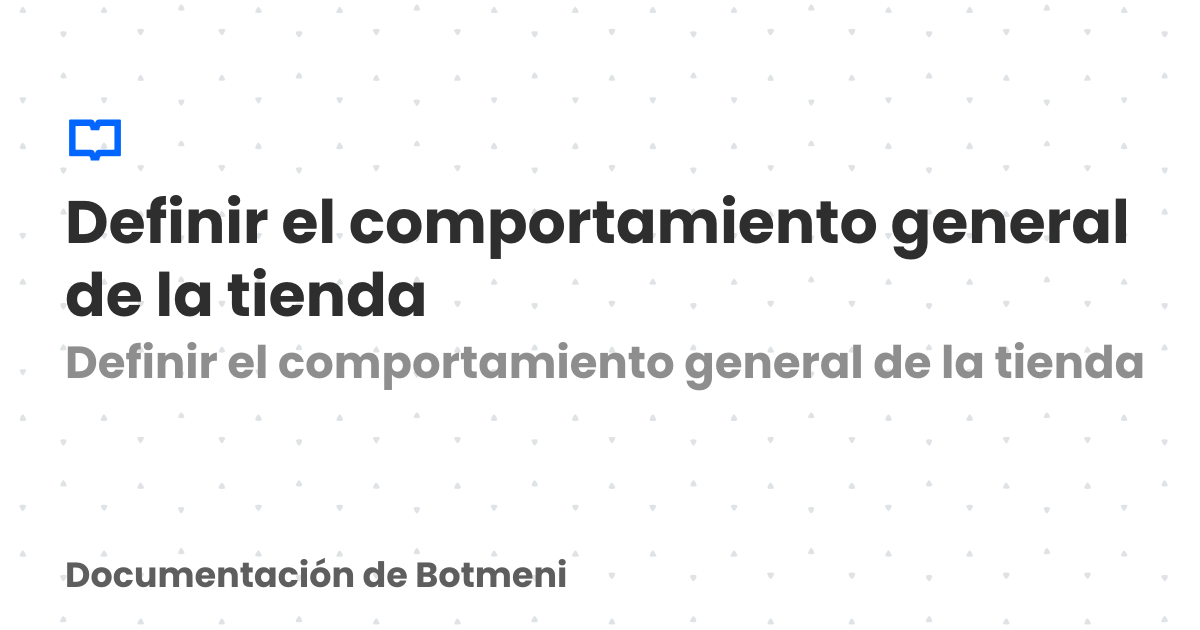 Definir el comportamiento general
de la tienda
Definir el comportamiento general de la tienda
Documentación de Botmeni